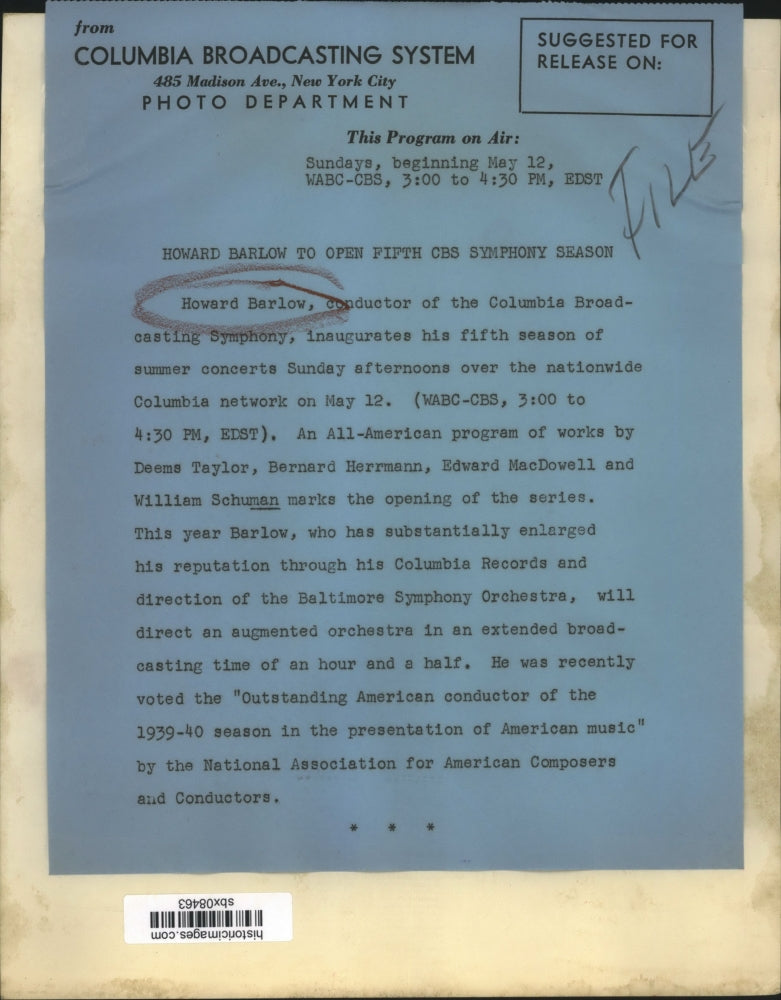 from
COLUMBIA BROADCASTING SYSTEM
485 Madison Ave., New York City
PHOTO DEPARTMENT
SUGGESTED FOR
RELEASE ON:
This Program on Air:
Sundays, beginning May 12,
WABC-CBS, 3:00 to 4:30 PM, EDST
FILE
HOWARD BARLOW TO OPEN FIFTH CBS SYMPHONY SEASON
Howard Barlow, conductor of the Columbia Broad-
casting Symphony, inaugurates his fifth season of
summer concerts Sunday afternoons over the nationwide
Columbia network on May 12. (WABC-CBS, 3:00 to
4:30 PM, EDST). An All-American program of works by
Deems Taylor, Bernard Herrmann, Edward MacDowell and
William Schuman marks the opening of the series.
This year Barlow, who has substantially enlarged
his reputation through his Columbia Records and
direction of the Baltimore Symphony Orchestra, will
direct an augmented orchestra in an extended broad-
casting time of an hour and a half. He was recently
voted the "Outstanding American conductor of the
1939-40 season in the presentation of American music"
by the National Association for American Composers
and Conductors.
* * *
sbx08463
historicimages.com